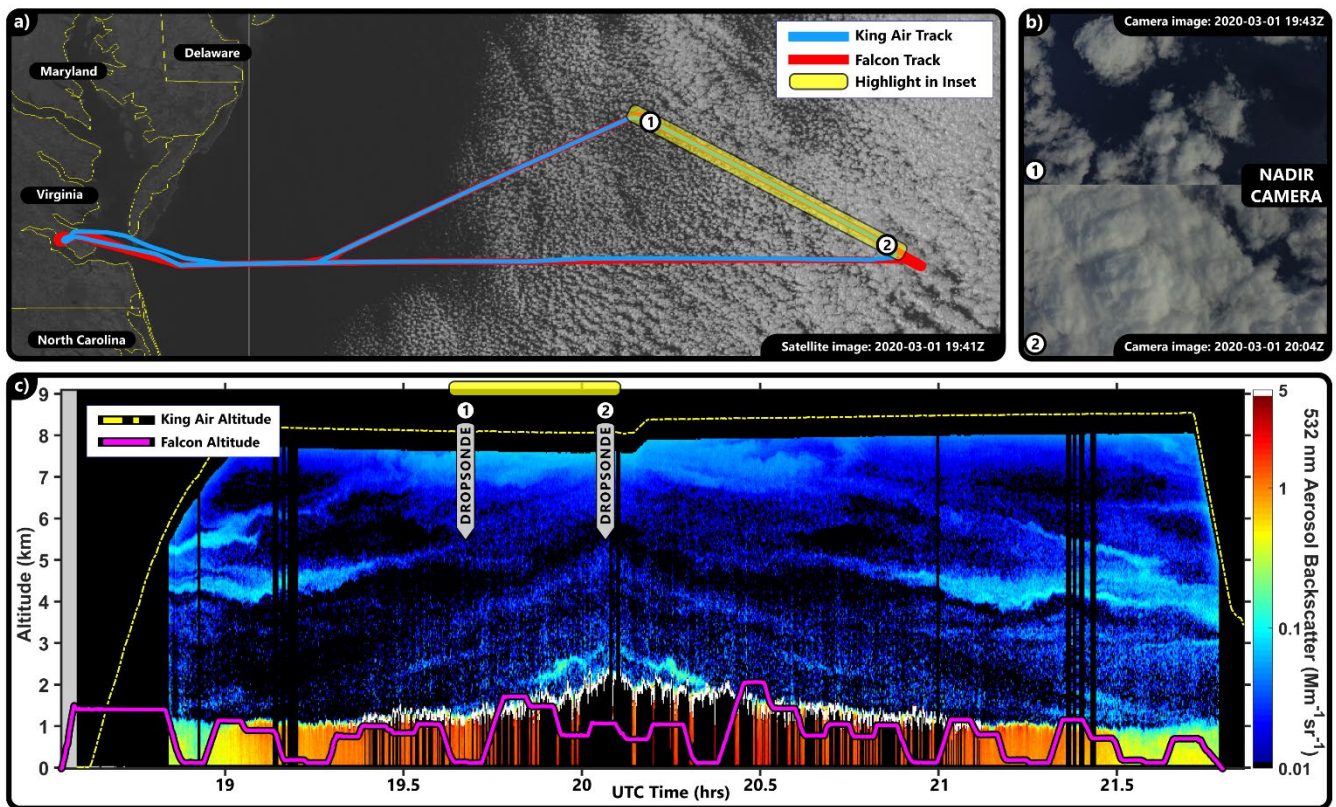 a)
Delaware
Maryland
Virginia
North Carolina
King Air Track
Falcon Track
Highlight in Inset
1
2
Satellite image: 2020-03-01 19:41Z
b)
Camera image: 2020-03-01 19:43Z
1
NADIR
CAMERA
2
Camera image: 2020-03-01 20:04Z
c)
King Air Altitude
Falcon Altitude
1
DROPSONDE
2
DROPSONDE
9
8
7
6
5
4
3
2
1
0
Altitude (km)
19
19.5
20
20.5
21
21.5
UTC Time (hrs)
5
1
0.1
0.01
532 nm Aerosol Backscatter (Mm⁻¹sr⁻¹)